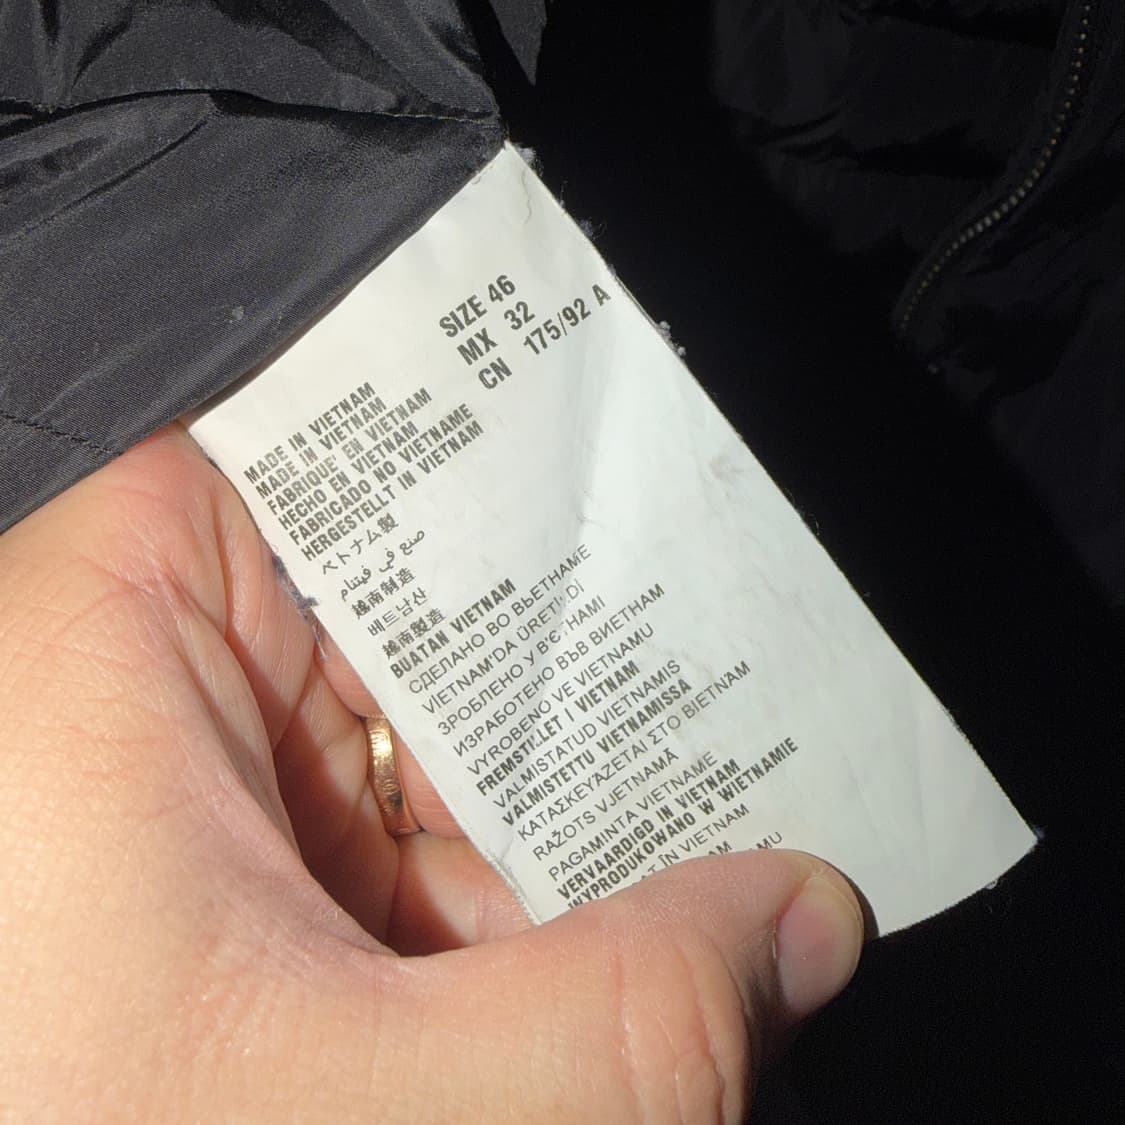 SIZE 46
MX 32
CN 175/92 A
MADE IN VIETNAM
MADE IN VIETNAM
FABRIQUE' EN VIETNAM
HECHO EN VIETNAM
FABRICADO NO VIETNAME
HERGESTELLT IN VIETNAM
ベトナム製
صنع في فيتنام
越南制造
베트남산
越南製造
BUATAN VIETNAM
СДЕЛАНО ВО ВЬЕТНАМЕ
VİETNAM'DA ÜRETİLDİ
ЗРОБЛЕНО У В'ЄТНАМІ
ИЗРАБОТЕНО ВЪВ ВИЕТНАМ
VYROBENO VE VIETNAMU
FREMSTILLET I VIETNAM
VALMISTATUD VIETNAMIS
VALMISTETTU VIETNAMISSA
ΚΑΤΑΣΚΕΥΑΖΕΤΑΙ ΣΤΟ ΒΙΕΤΝΑΜ
RAŽOTS VJETNAMĀ
PAGAMINTA VIETNAME
VERVAARDIGD IN VIETNAM
WYPRODUKOWANO W WIETNAMIE
ÎN VIETNAM